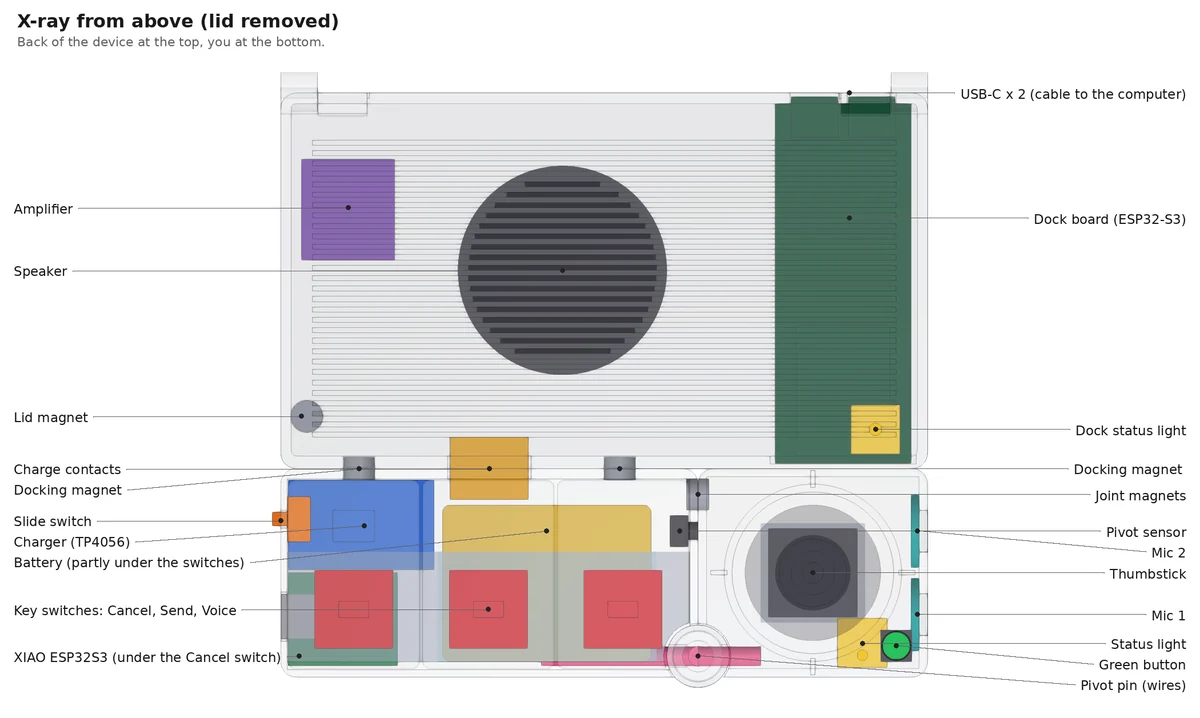 X-ray from above (lid removed)
Back of the device at the top, you at the bottom.
USB-C x 2 (cable to the computer)
Amplifier
Dock board (ESP32-S3)
Speaker
Lid magnet
Dock status light
Charge contacts
Docking magnet
Docking magnet
Joint magnets
Slide switch
Pivot sensor
Charger (TP4056)
Mic 2
Battery (partly under the switches)
Thumbstick
Key switches: Cancel, Send, Voice
Mic 1
Status light
XIAO ESP32S3 (under the Cancel switch)
Green button
Pivot pin (wires)